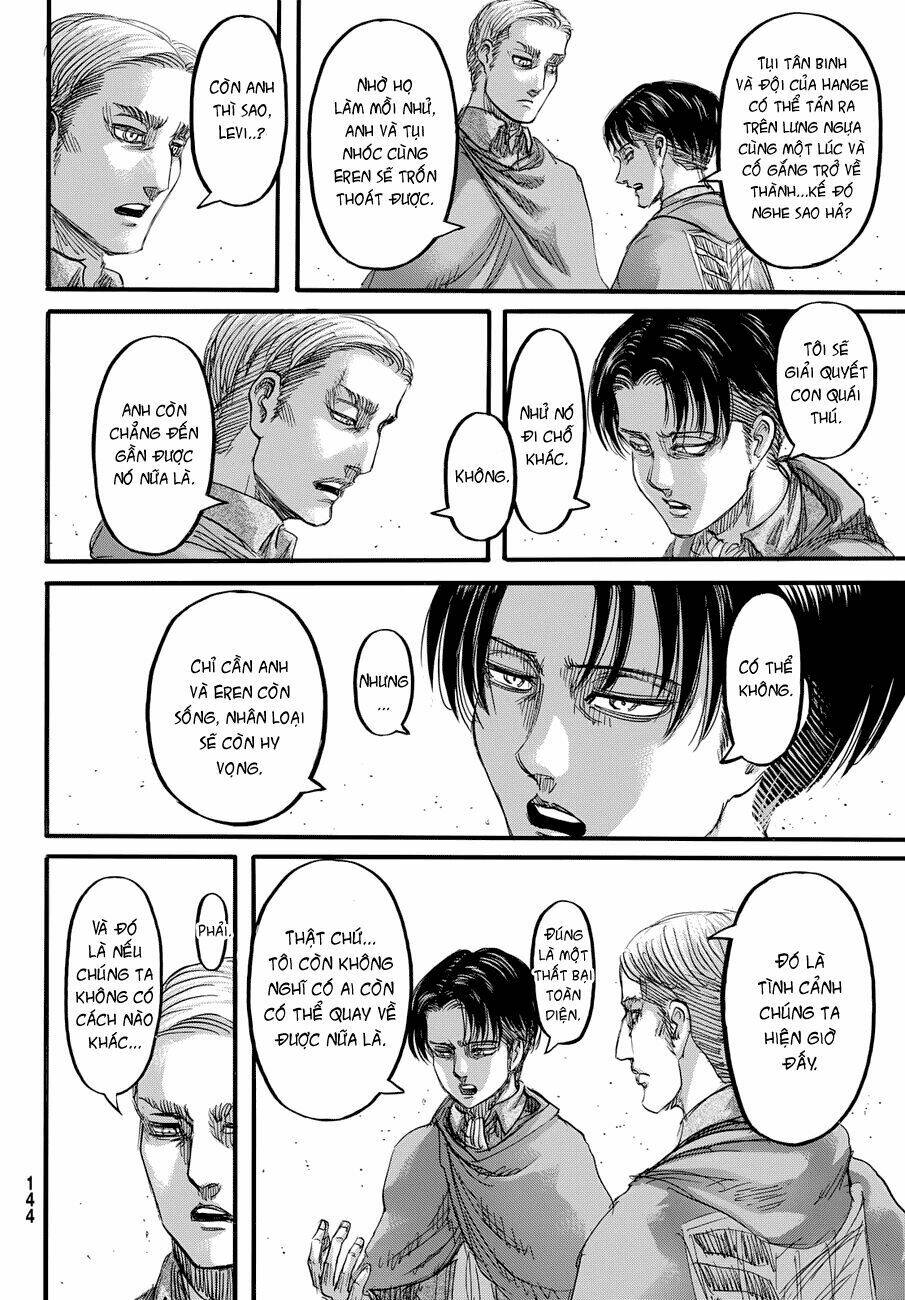 TỤI TÂN BINH
VÀ ĐỘI CỦA HANGE
CÓ THỂ TẢN RA
TRÊN LƯNG NGỰA
CÙNG MỘT LÚC VÀ
CỐ GẮNG TRỞ VỀ
THÀNH...KẾ ĐÓ
NGHE SAO HẢ?
NHỜ HỌ
LÀM MỒI NHỬ,
ANH VÀ TỤI
NHÓC CÙNG
EREN SẼ TRỐN
THOÁT ĐƯỢC.
CÒN ANH
THÌ SAO,
LEVI..?
TÔI SẼ
GIẢI QUYẾT
CON QUÁI
THÚ.
NHỬ NÓ
ĐI CHỖ
KHÁC.
KHÔNG.
ANH CÒN
CHẲNG ĐẾN
GẦN ĐƯỢC
NÓ NỮA LÀ.
CÓ THỂ
KHÔNG.
NHƯNG
...
CHỈ CẦN ANH
VÀ EREN CÒN
SỐNG, NHÂN LOẠI
SẼ CÒN HY
VỌNG.
ĐÓ LÀ
TÌNH CẢNH
CHÚNG TA
HIỆN GIỜ
ĐẤY.
ĐÚNG
LÀ MỘT
THẤT BẠI
TOÀN
DIỆN.
THẬT CHỨ...
TÔI CÒN KHÔNG
NGHĨ CÓ AI CÒN
CÓ THỂ QUAY VỀ
ĐƯỢC NỮA LÀ.
PHẢI.
VÀ ĐÓ
LÀ NẾU
CHÚNG TA
KHÔNG CÓ
CÁCH NÀO
KHÁC...
144